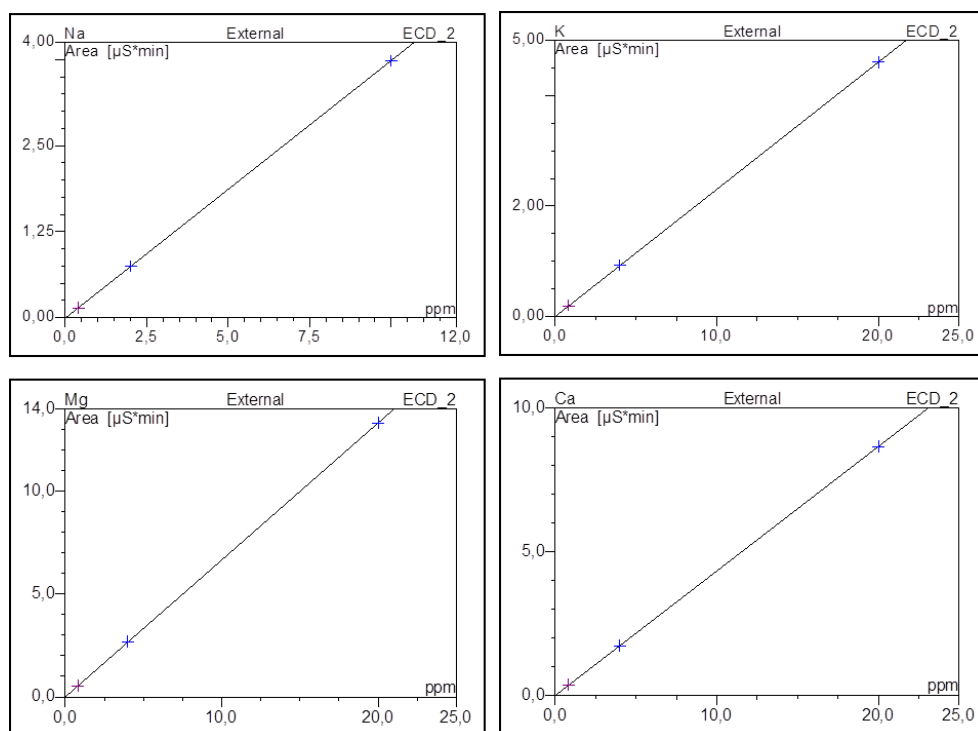 Na External ECD_2
4,00 Area [µS*min]
2,50
1,25
0,00 ppm
0,0 2,5 5,0 7,5 12,0
K External ECD_2
5,00 Area [µS*min]
2,00
0,00 ppm
0,0 10,0 20,0 25,0
Mg External ECD_2
14,0 Area [µS*min]
10,0
5,0
0,0 ppm
0,0 10,0 20,0 25,0
Ca External ECD_2
10,0 Area [µS*min]
5,0
0,0 ppm
0,0 10,0 20,0 25,0